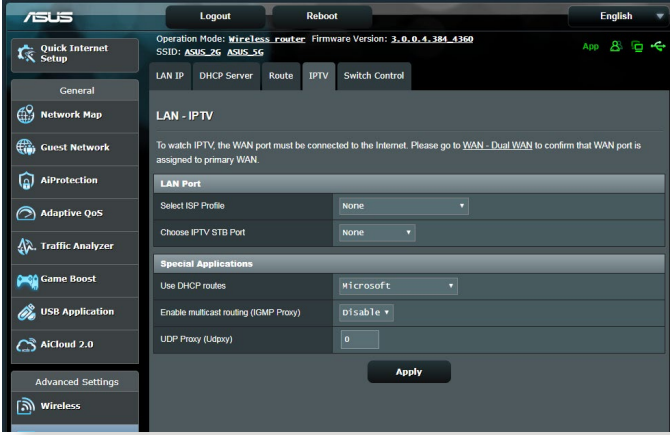 ASUS
Logout
Reboot
English
Quick Internet
Setup
Operation Mode: Wireless router Firmware Version: 3.0.0.4.384_4360
SSID: ASUS_2G ASUS_5G
App
LAN IP
DHCP Server
Route
IPTV
Switch Control
General
Network Map
Guest Network
AiProtection
Adaptive QoS
Traffic Analyzer
Game Boost
USB Application
AiCloud 2.0
Advanced Settings
Wireless
LAN - IPTV
To watch IPTV, the WAN port must be connected to the Internet. Please go to WAN - Dual WAN to confirm that WAN port is
assigned to primary WAN.
LAN Port
Select ISP Profile
None
Choose IPTV STB Port
None
Special Applications
Use DHCP routes
Microsoft
Enable multicast routing (IGMP Proxy)
Disable
UDP Proxy (Udpxy)
0
Apply